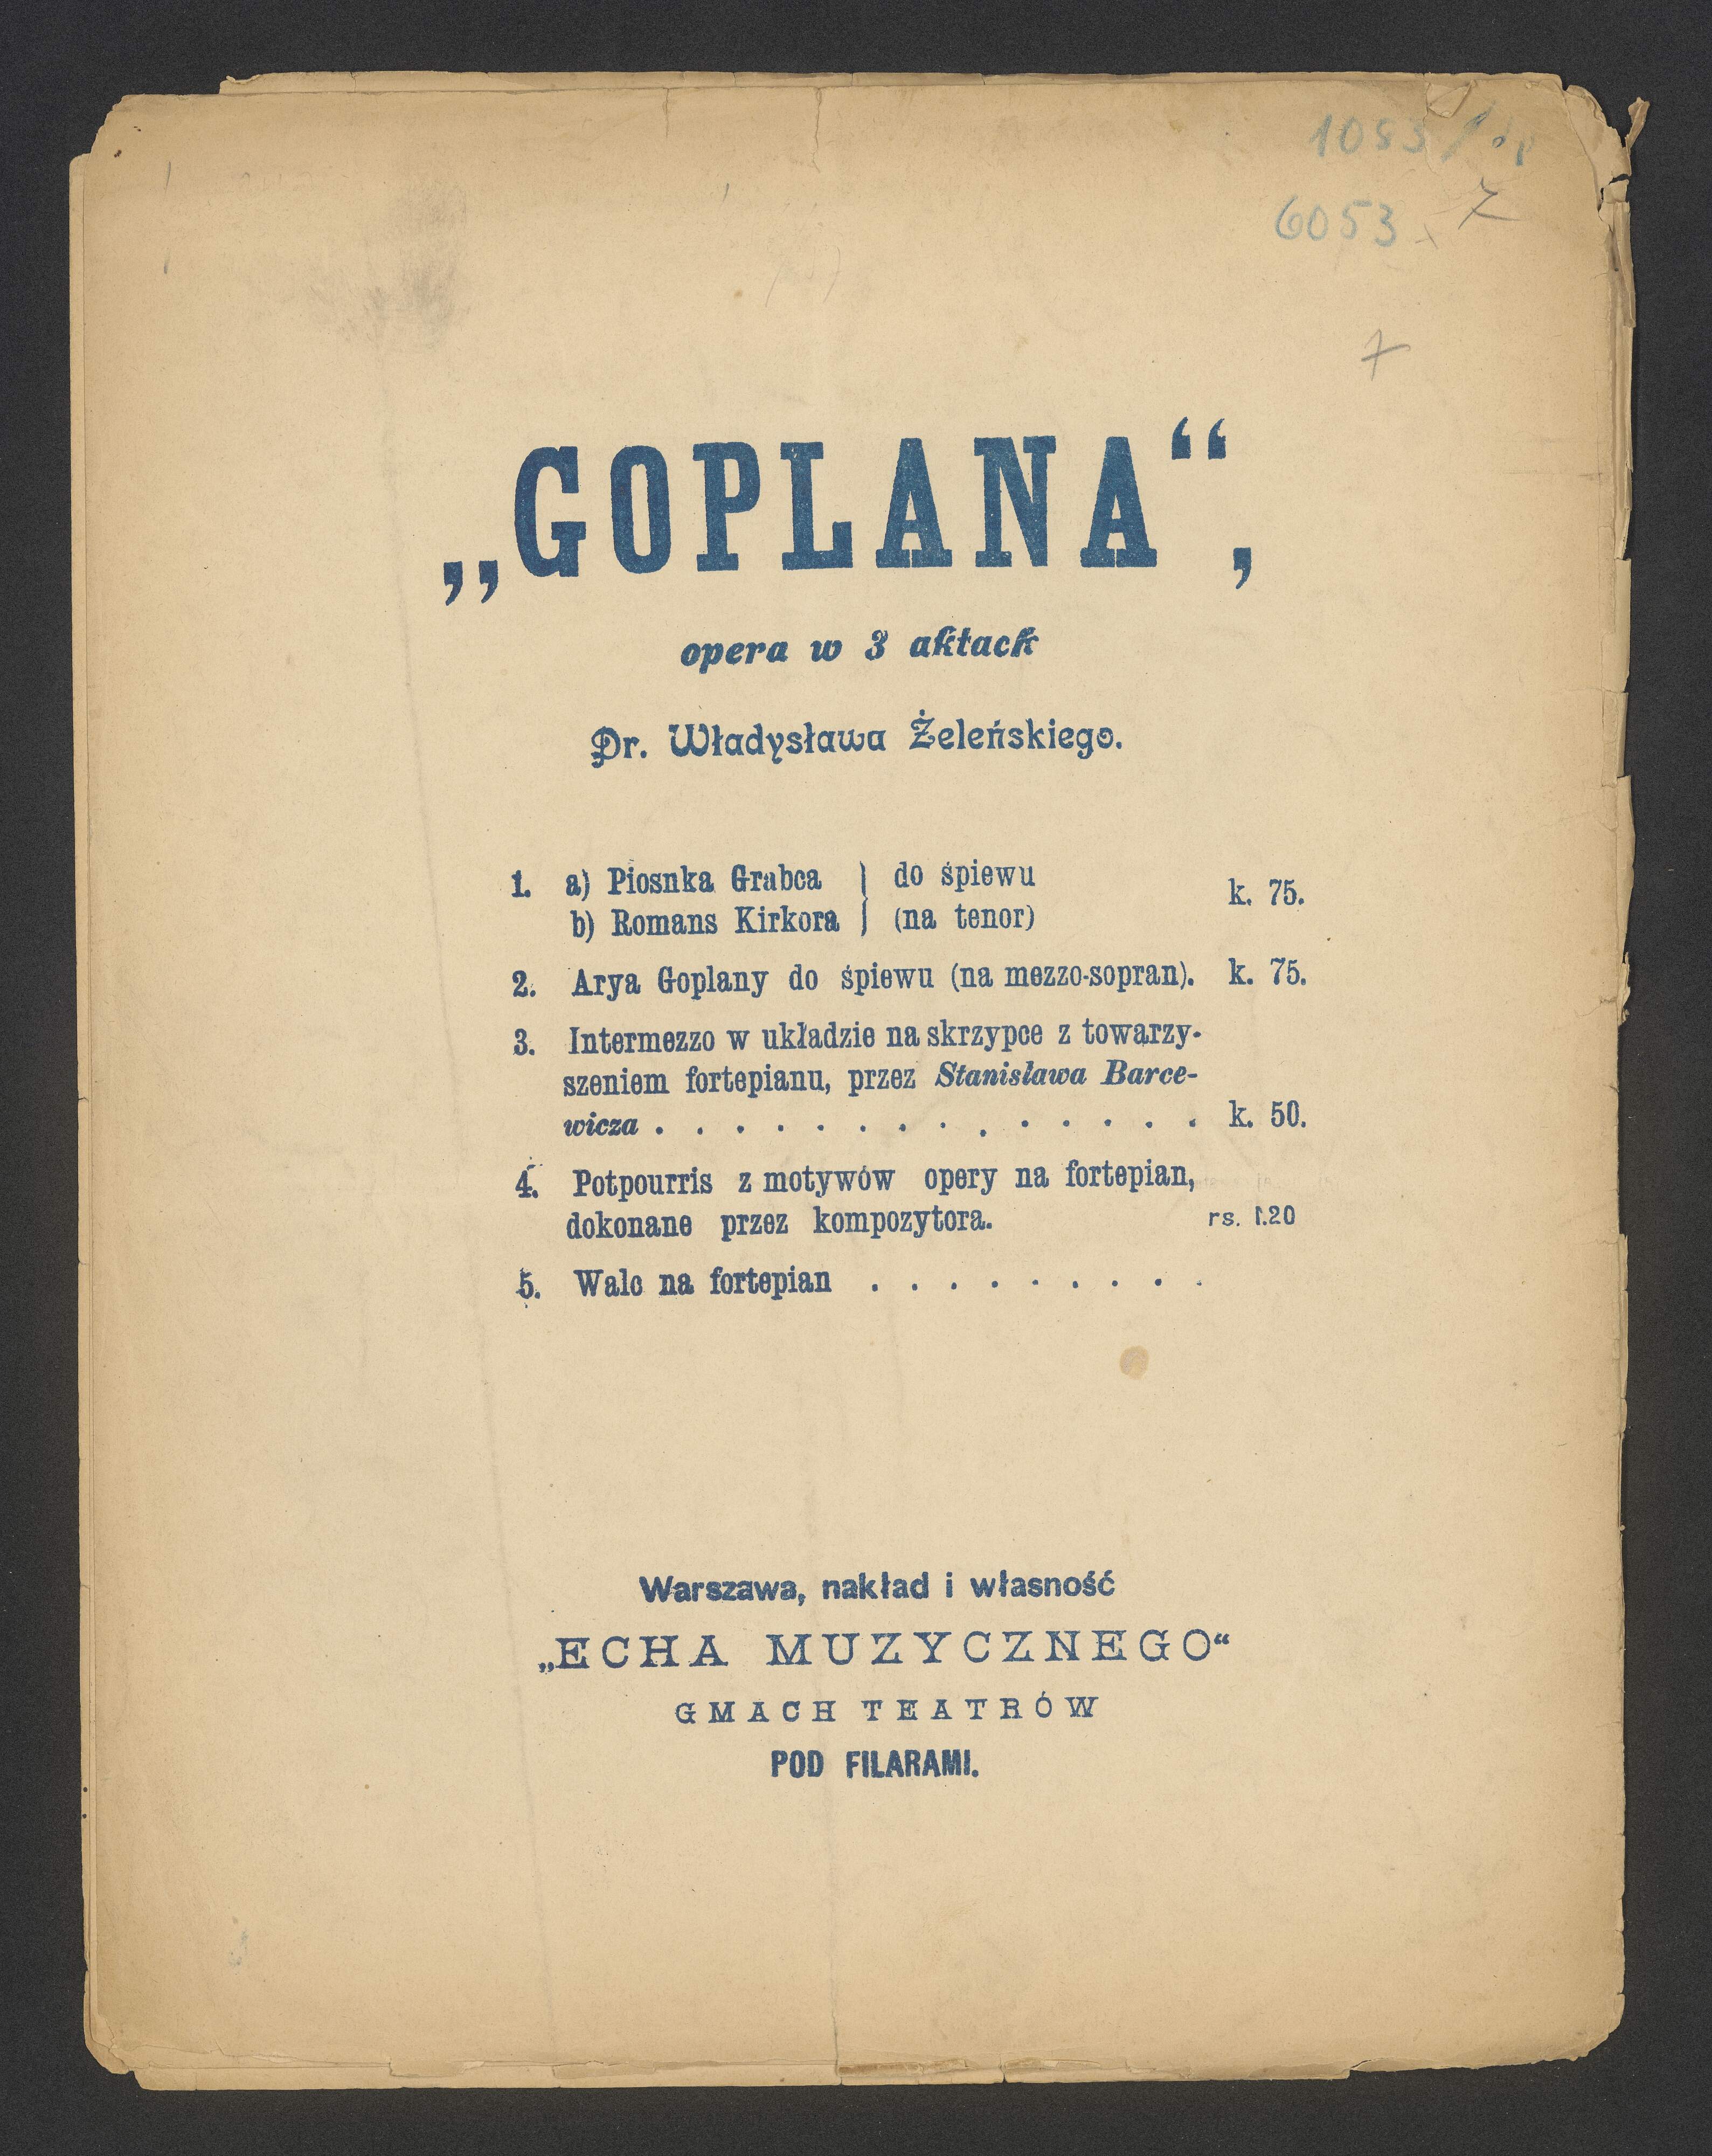 6053
7
7
„GOPLANA“,
opera w 3 aktach
Dr. Władysława Żeleńskiego.
1. a) Piosnka Grabca } do śpiewu k. 75.
b) Romans Kirkora } (na tenor)
2. Arya Goplany do śpiewu (na mezzo-sopran). k. 75.
3. Intermezzo w układzie na skrzypce z towarzy-
szeniem fortepianu, przez Stanisława Barce-
wicza . . . . . . . . . . . . . . k. 50.
4. Potpourris z motywów opery na fortepian,
dokonane przez kompozytora. rs. 1.20
5. Walc na fortepian . . . . . . . . .
Warszawa, nakład i własność
„ECHA MUZYCZNEGO“
GMACH TEATRÓW
POD FILARAMI.